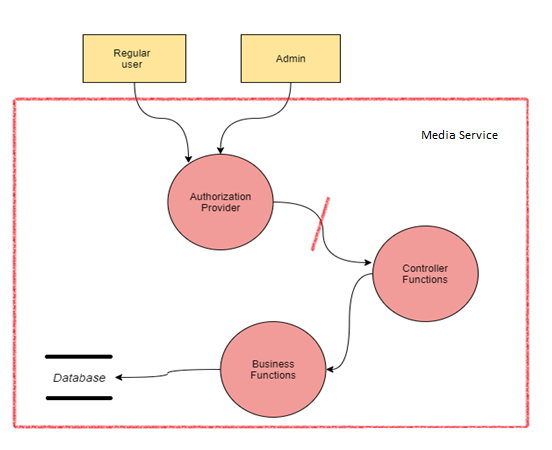 Regular
user
Admin
Media Service
Authorization
Provider
Controller
Functions
Business
Functions
Database